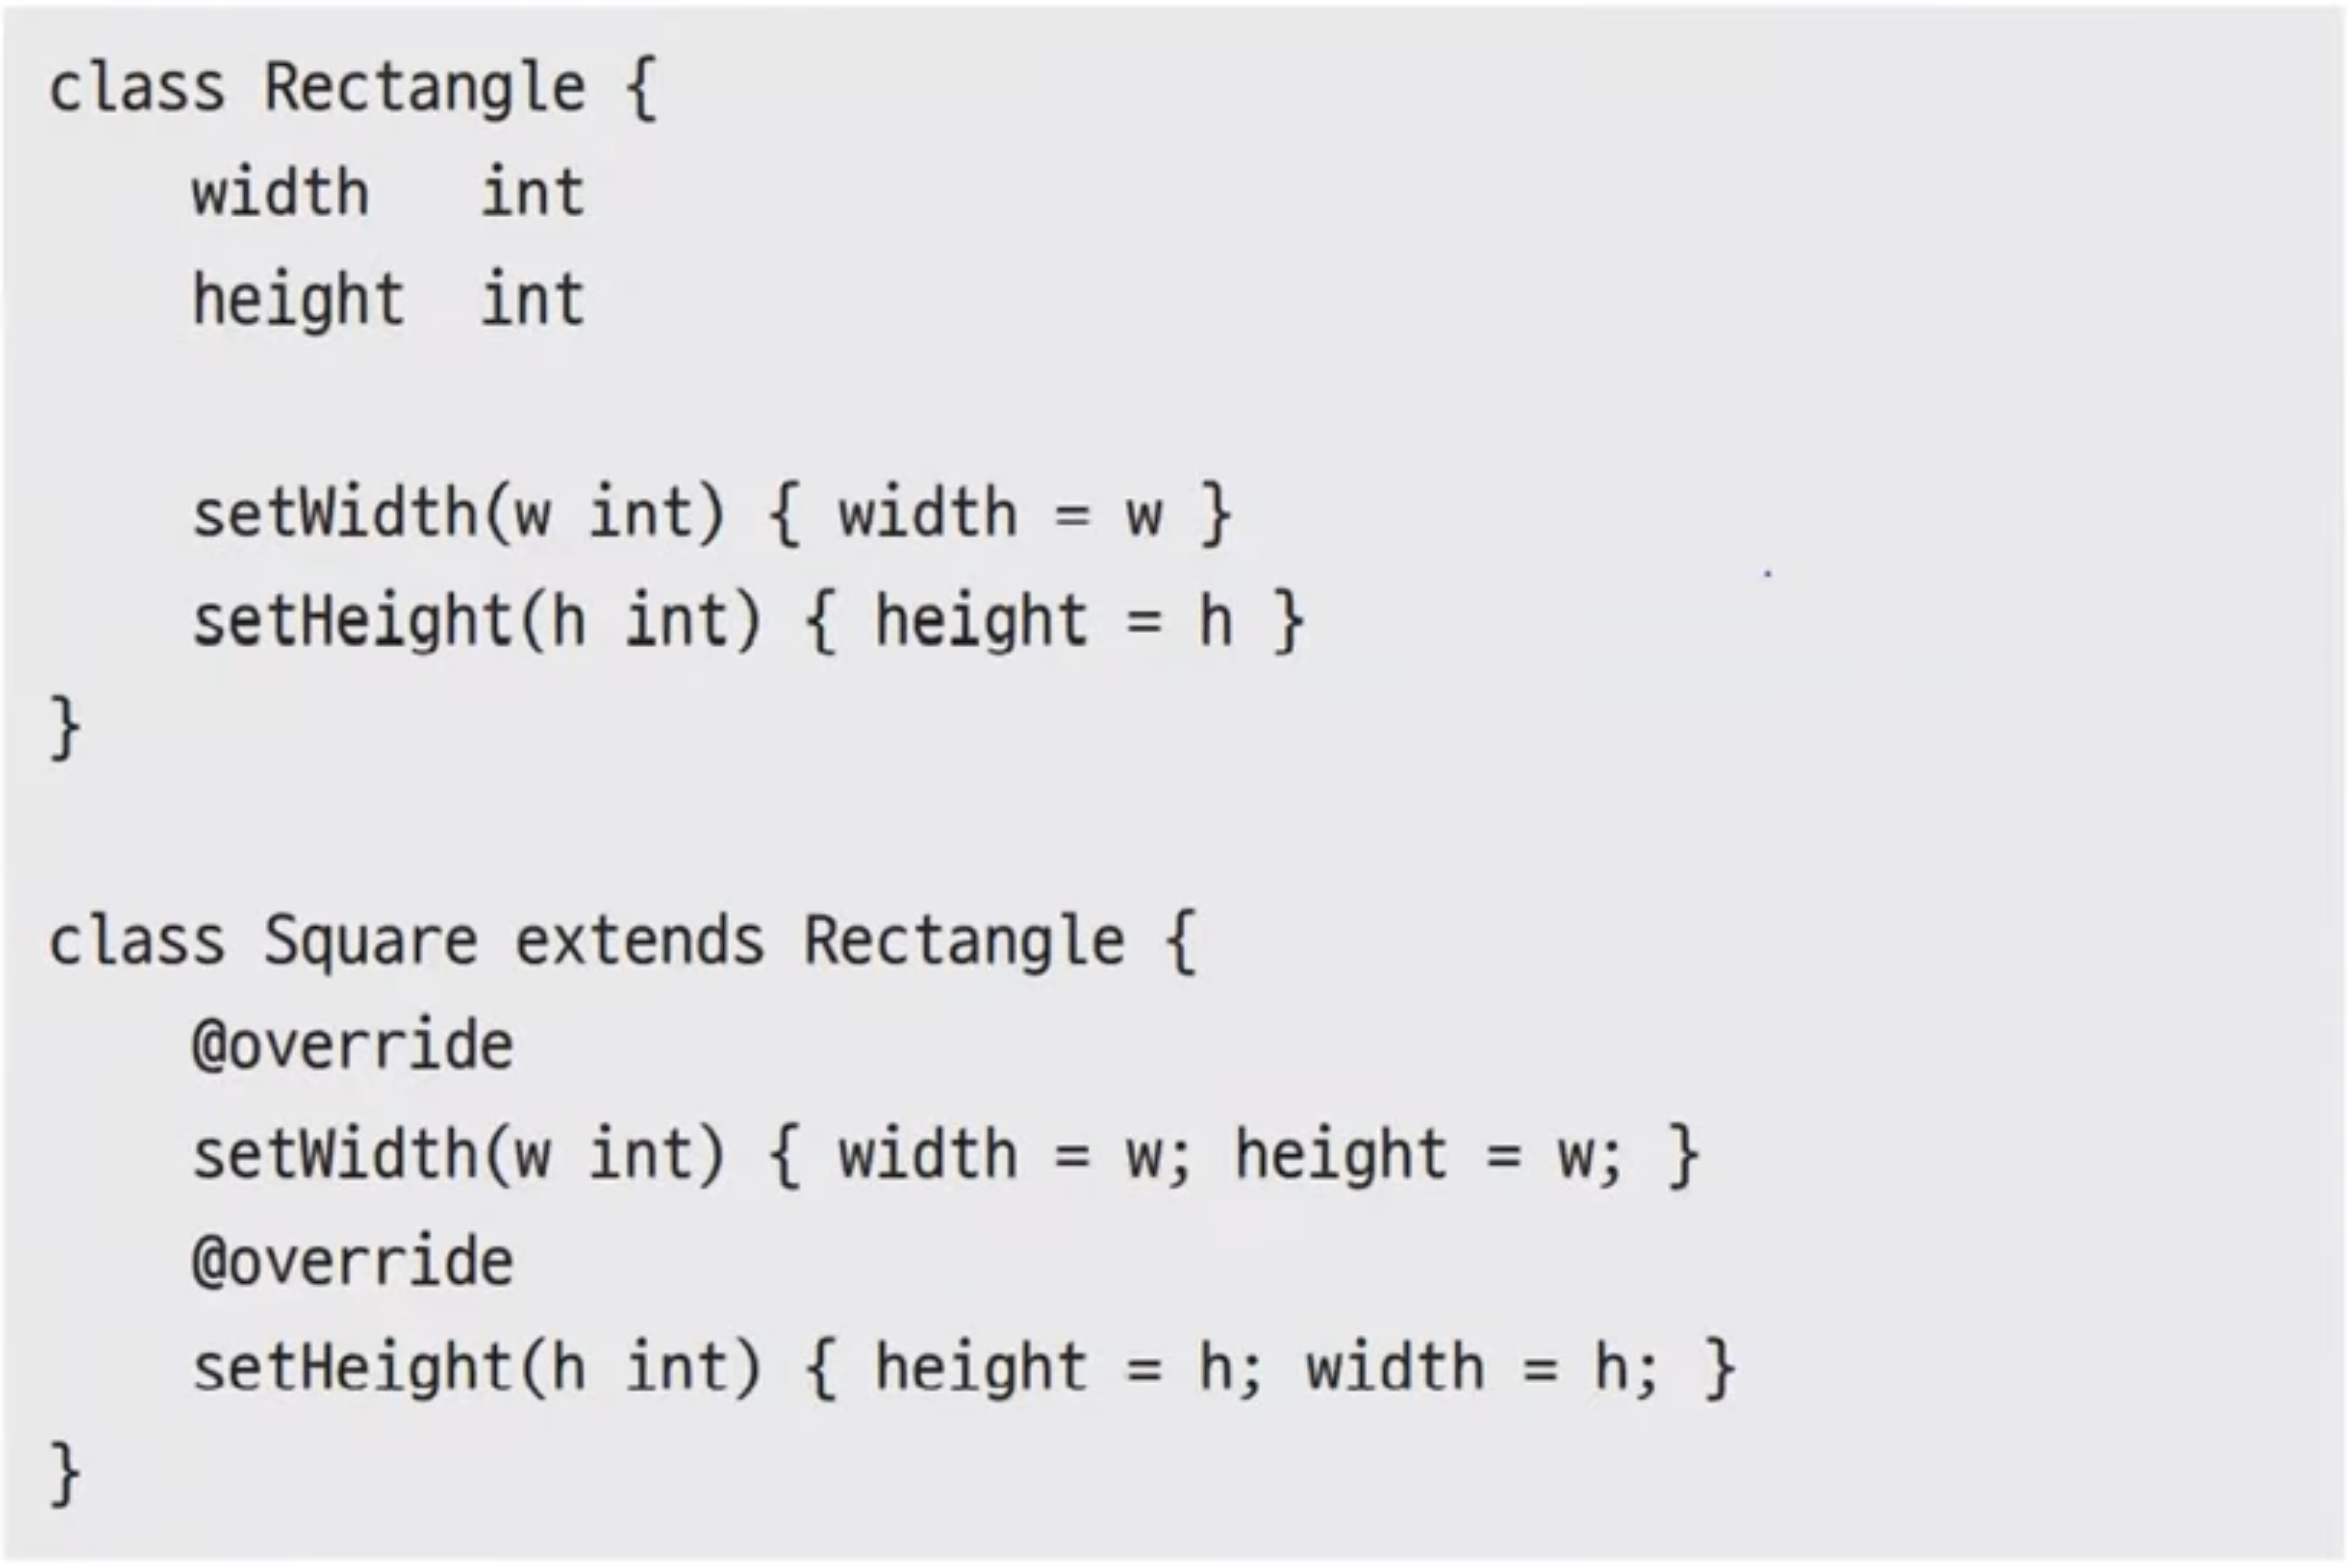 class Rectangle {
    width   int
    height  int

    setWidth(w int) { width = w }
    setHeight(h int) { height = h }
}

class Square extends Rectangle {
    @override
    setWidth(w int) { width = w; height = w; }
    @override
    setHeight(h int) { height = h; width = h; }
}